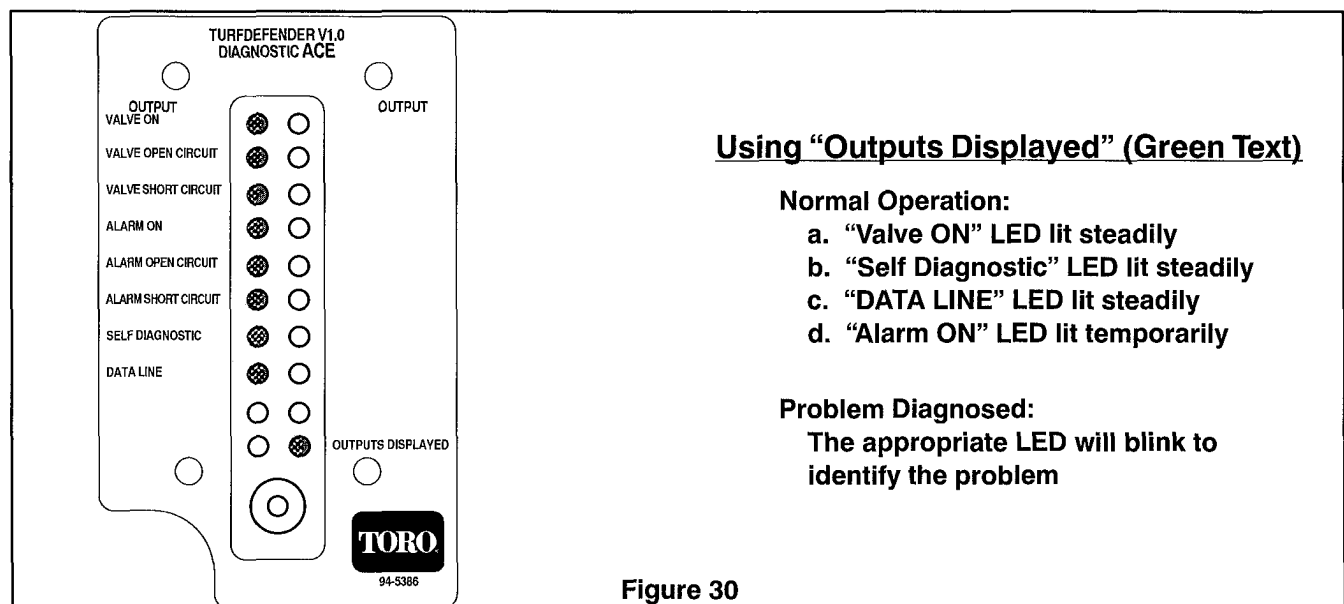 TURFDEFENDER V1.0
DIAGNOSTIC ACE
OUTPUT
OUTPUT
VALVE ON
VALVE OPEN CIRCUIT
VALVE SHORT CIRCUIT
ALARM ON
ALARM OPEN CIRCUIT
ALARM SHORT CIRCUIT
SELF DIAGNOSTIC
DATA LINE
OUTPUTS DISPLAYED
TORO
94-5386
Using “Outputs Displayed” (Green Text)
Normal Operation:
a. “Valve ON” LED lit steadily
b. “Self Diagnostic” LED lit steadily
c. “DATA LINE” LED lit steadily
d. “Alarm ON” LED lit temporarily
Problem Diagnosed:
The appropriate LED will blink to
identify the problem
Figure 30